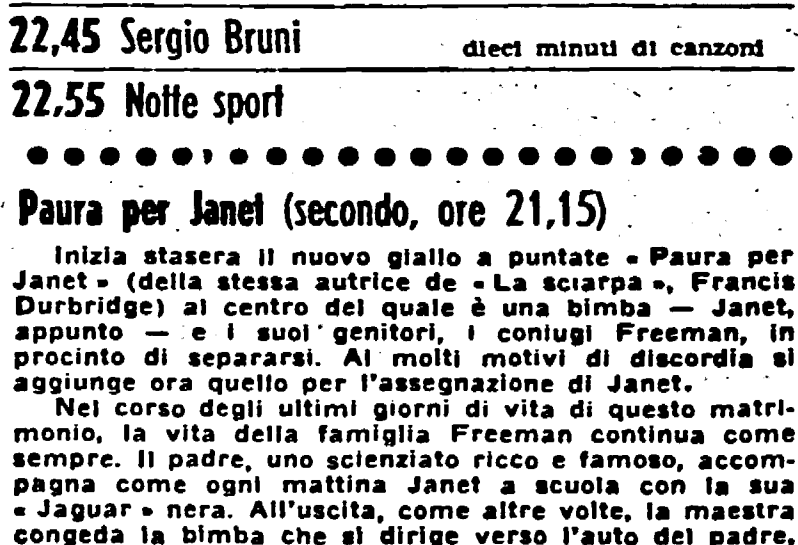 22,45 Sergio Bruni dieci minuti di canzoni
22,55 Notte sport
Paura per Janet (secondo, ore 21,15)
Inizia stasera il nuovo giallo a puntate « Paura per
Janet » (della stessa autrice de « La sciarpa », Francis
Durbridge) al centro del quale è una bimba — Janet,
appunto — e i suoi genitori, i coniugi Freeman, in
procinto di separarsi. Ai molti motivi di discordia si
aggiunge ora quello per l'assegnazione di Janet.
Nel corso degli ultimi giorni di vita di questo matri-
monio, la vita della famiglia Freeman continua come
sempre. Il padre, uno scienziato ricco e famoso, accom-
pagna come ogni mattina Janet a scuola con la sua
« Jaguar » nera. All'uscita, come altre volte, la maestra
congeda la bimba che si dirige verso l'auto del padre,